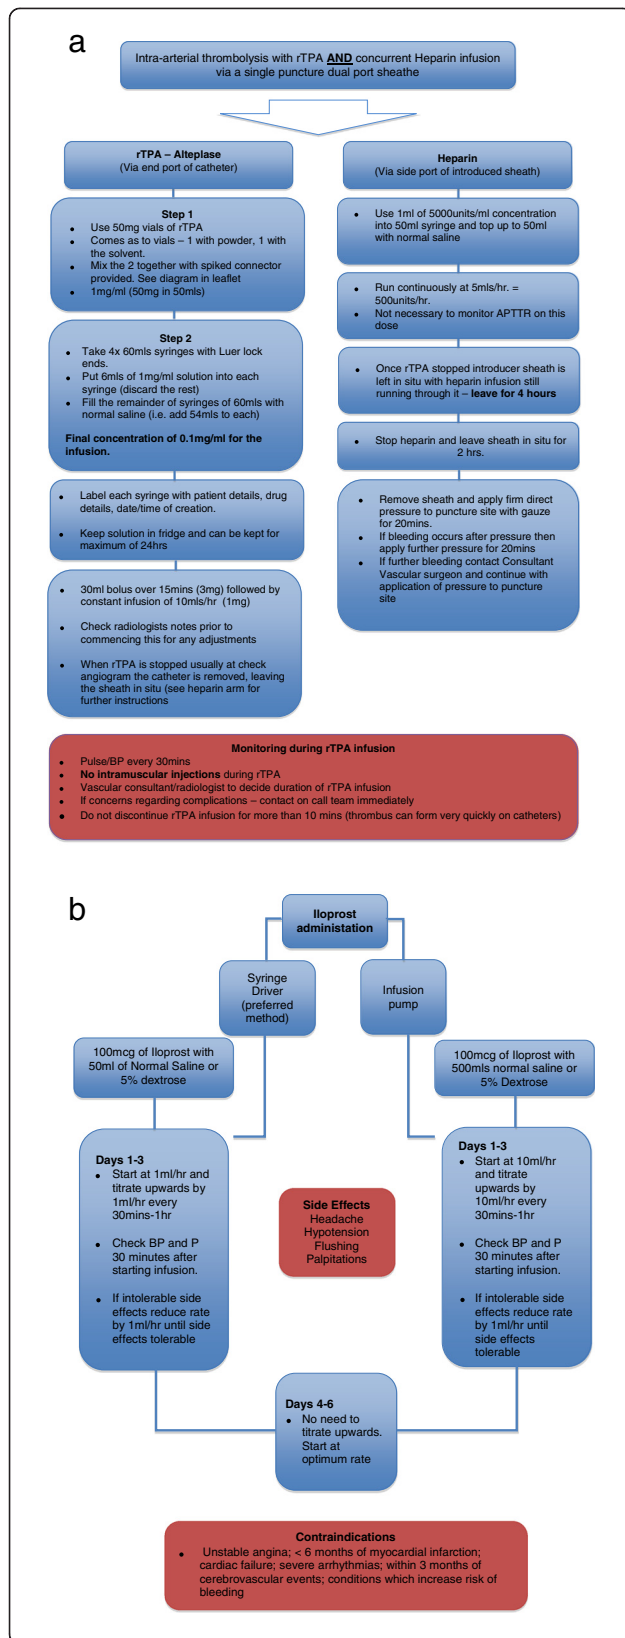 a
Intra-arterial thrombolysis with rTPA AND concurrent Heparin infusion
via a single puncture dual port sheathe
rTPA – Alteplase
(Via end port of catheter)
Step 1
• Use 50mg vials of rTPA
• Comes as to vials – 1 with powder, 1 with
the solvent.
• Mix the 2 together with spiked connector
provided. See diagram in leaflet
• 1mg/ml (50mg in 50mls)
Step 2
• Take 4x 60mls syringes with Luer lock
ends.
• Put 6mls of 1mg/ml solution into each
syringe (discard the rest)
• Fill the remainder of syringes of 60mls with
normal saline (i.e. add 54mls to each)
Final concentration of 0.1mg/ml for the
infusion.
• Label each syringe with patient details, drug
details, date/time of creation.
• Keep solution in fridge and can be kept for
maximum of 24hrs
• 30ml bolus over 15mins (3mg) followed by
constant infusion of 10mls/hr (1mg)
• Check radiologists notes prior to
commencing this for any adjustments
• When rTPA is stopped usually at check
angiogram the catheter is removed, leaving
the sheath in situ (see heparin arm for
further instructions
Heparin
(Via side port of introduced sheath)
• Use 1ml of 5000units/ml concentration
into 50ml syringe and top up to 50ml
with normal saline
• Run continuously at 5mls/hr. =
500units/hr.
• Not necessary to monitor APTTR on this
dose
• Once rTPA stopped introducer sheath is
left in situ with heparin infusion still
running through it – leave for 4 hours
• Stop heparin and leave sheath in situ for
2 hrs.
• Remove sheath and apply firm direct
pressure to puncture site with gauze for
20mins.
• If bleeding occurs after pressure then
apply further pressure for 20mins
• If further bleeding contact Consultant
Vascular surgeon and continue with
application of pressure to puncture
site
Monitoring during rTPA infusion
• Pulse/BP every 30mins
• No intramuscular injections during rTPA
• Vascular consultant/radiologist to decide duration of rTPA infusion
• If concerns regarding complications – contact on call team immediately
• Do not discontinue rTPA infusion for more than 10 mins (thrombus can form very quickly on catheters)
b
Iloprost
administation
Syringe
Driver
(preferred
method)
Infusion
pump
100mcg of Iloprost with
50ml of Normal Saline or
5% dextrose
100mcg of Iloprost with
500mls normal saline or
5% Dextrose
Days 1-3
• Start at 1ml/hr and
titrate upwards by
1ml/hr every
30mins-1hr
• Check BP and P
30 minutes after
starting infusion.
• If intolerable side
effects reduce rate
by 1ml/hr until side
effects tolerable
Side Effects
Headache
Hypotension
Flushing
Palpitations
Days 1-3
• Start at 10ml/hr
and titrate
upwards by
10ml/hr every
30mins-1hr
• Check BP and P
30 minutes after
starting infusion.
• If intolerable side
effects reduce rate
by 1ml/hr until
side effects
tolerable
Days 4-6
• No need to
titrate upwards.
Start at
optimum rate
Contraindications
• Unstable angina; < 6 months of myocardial infarction;
cardiac failure; severe arrhythmias; within 3 months of
cerebrovascular events; conditions which increase risk of
bleeding